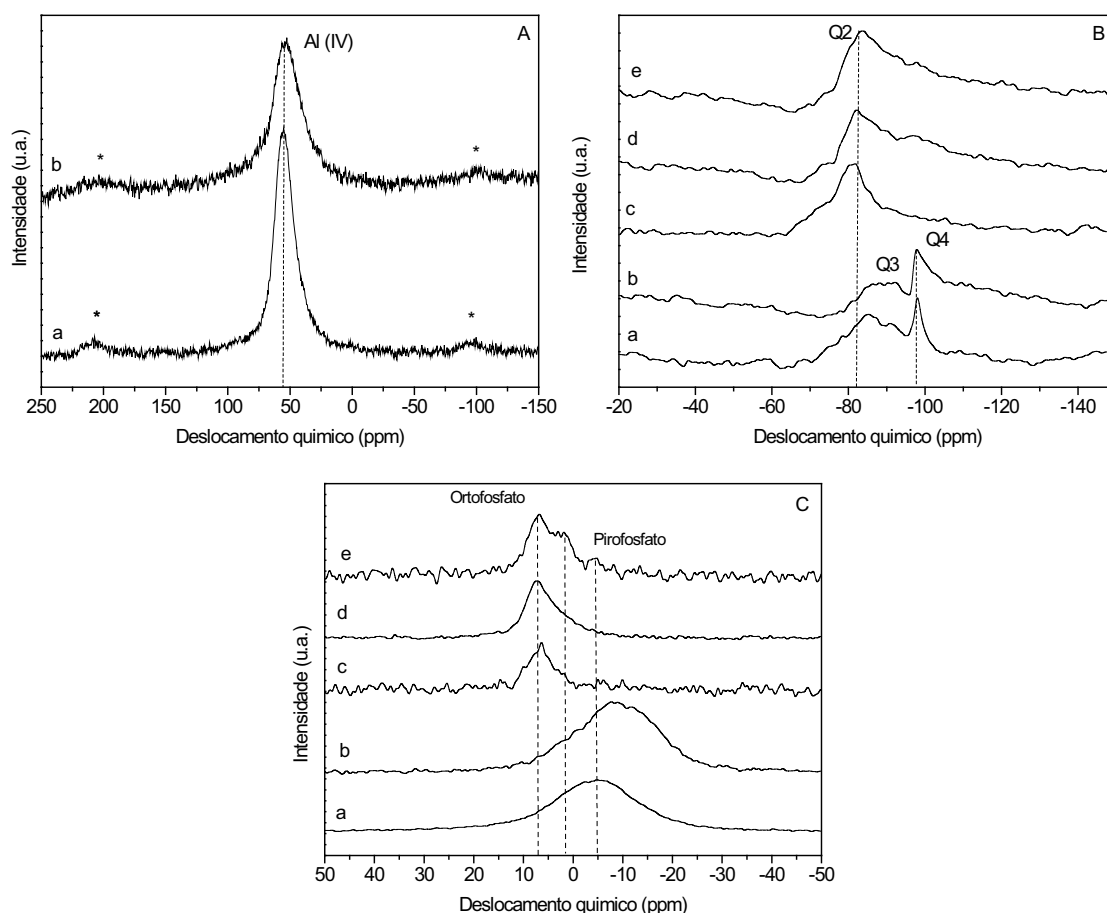 A
Al (IV)
*
*
b
*
*
a
Intensidade (u.a.)
250 200 150 100 50 0 -50 -100 -150
Deslocamento quimico (ppm)
B
Q2
e
d
c
Q4
Q3
b
a
Intensidade (u.a.)
-20 -40 -60 -80 -100 -120 -140
Deslocamento quimico (ppm)
C
Ortofosfato
Pirofosfato
e
d
c
b
a
Intensidade (u.a.)
50 40 30 20 10 0 -10 -20 -30 -40 -50
Deslocamento quimico (ppm)